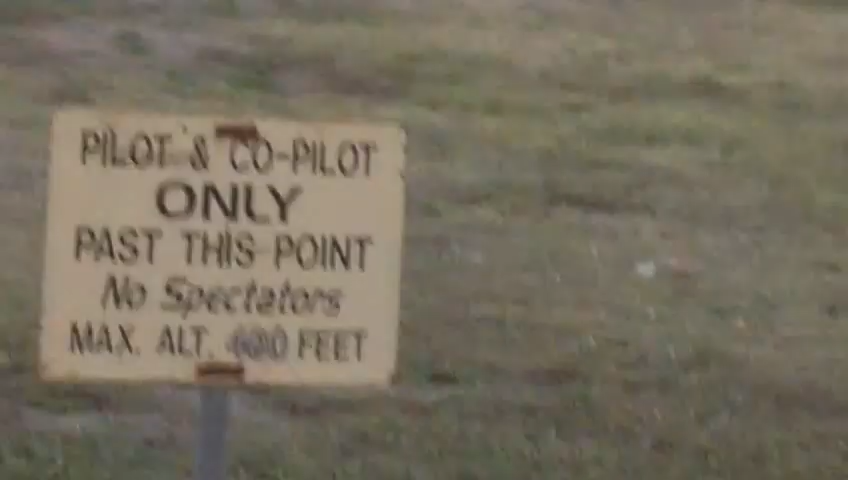 PILOT & CO-PILOT
ONLY
PAST THIS POINT
No Spectators
MAX. ALT. 400 FEET